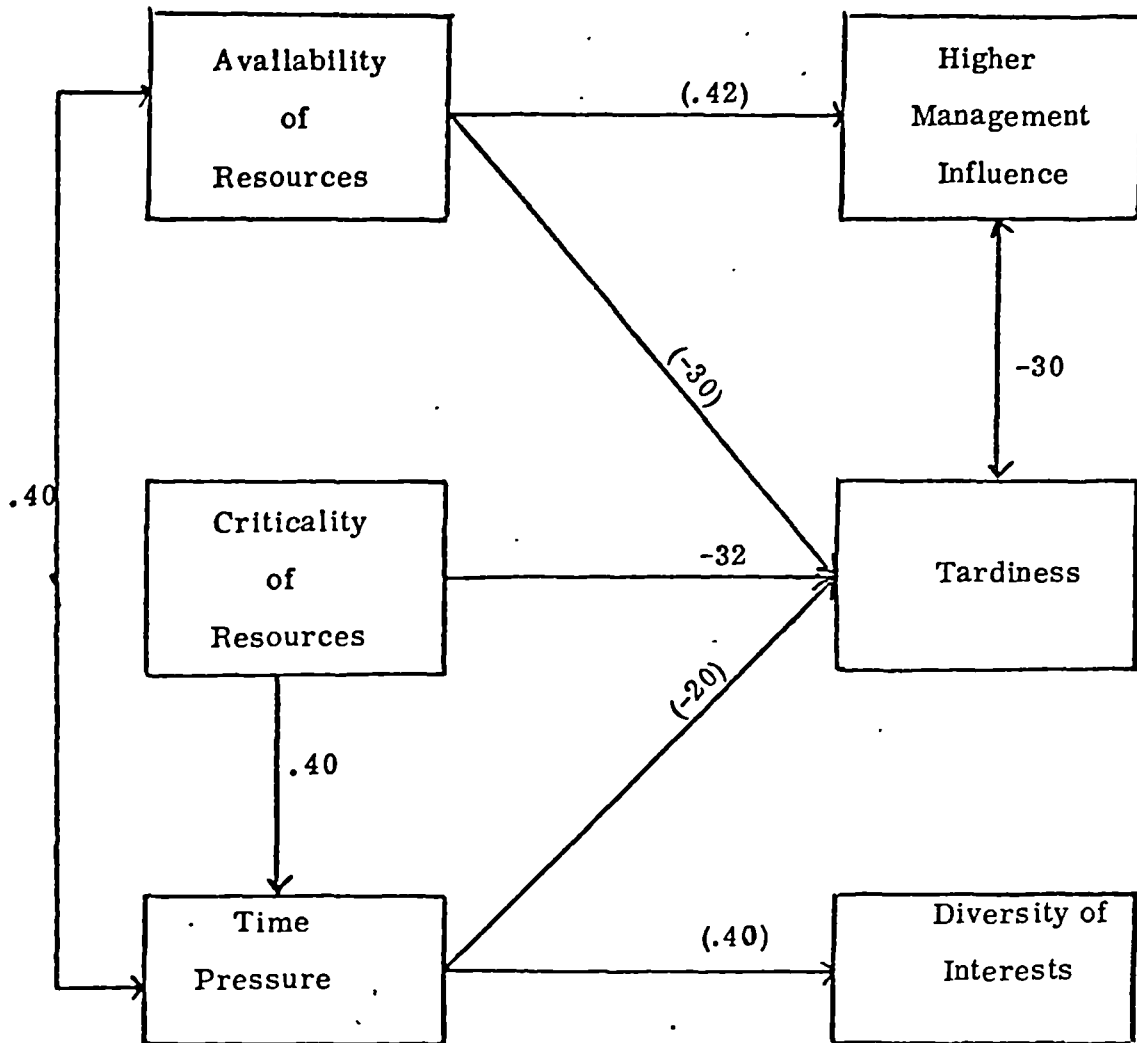 Availability
of
Resources
(.42)
Higher
Management
Influence
(-30)
-30
.40
Criticality
of
Resources
-32
Tardiness
(-20)
.40
Time
Pressure
(.40)
Diversity of
Interests